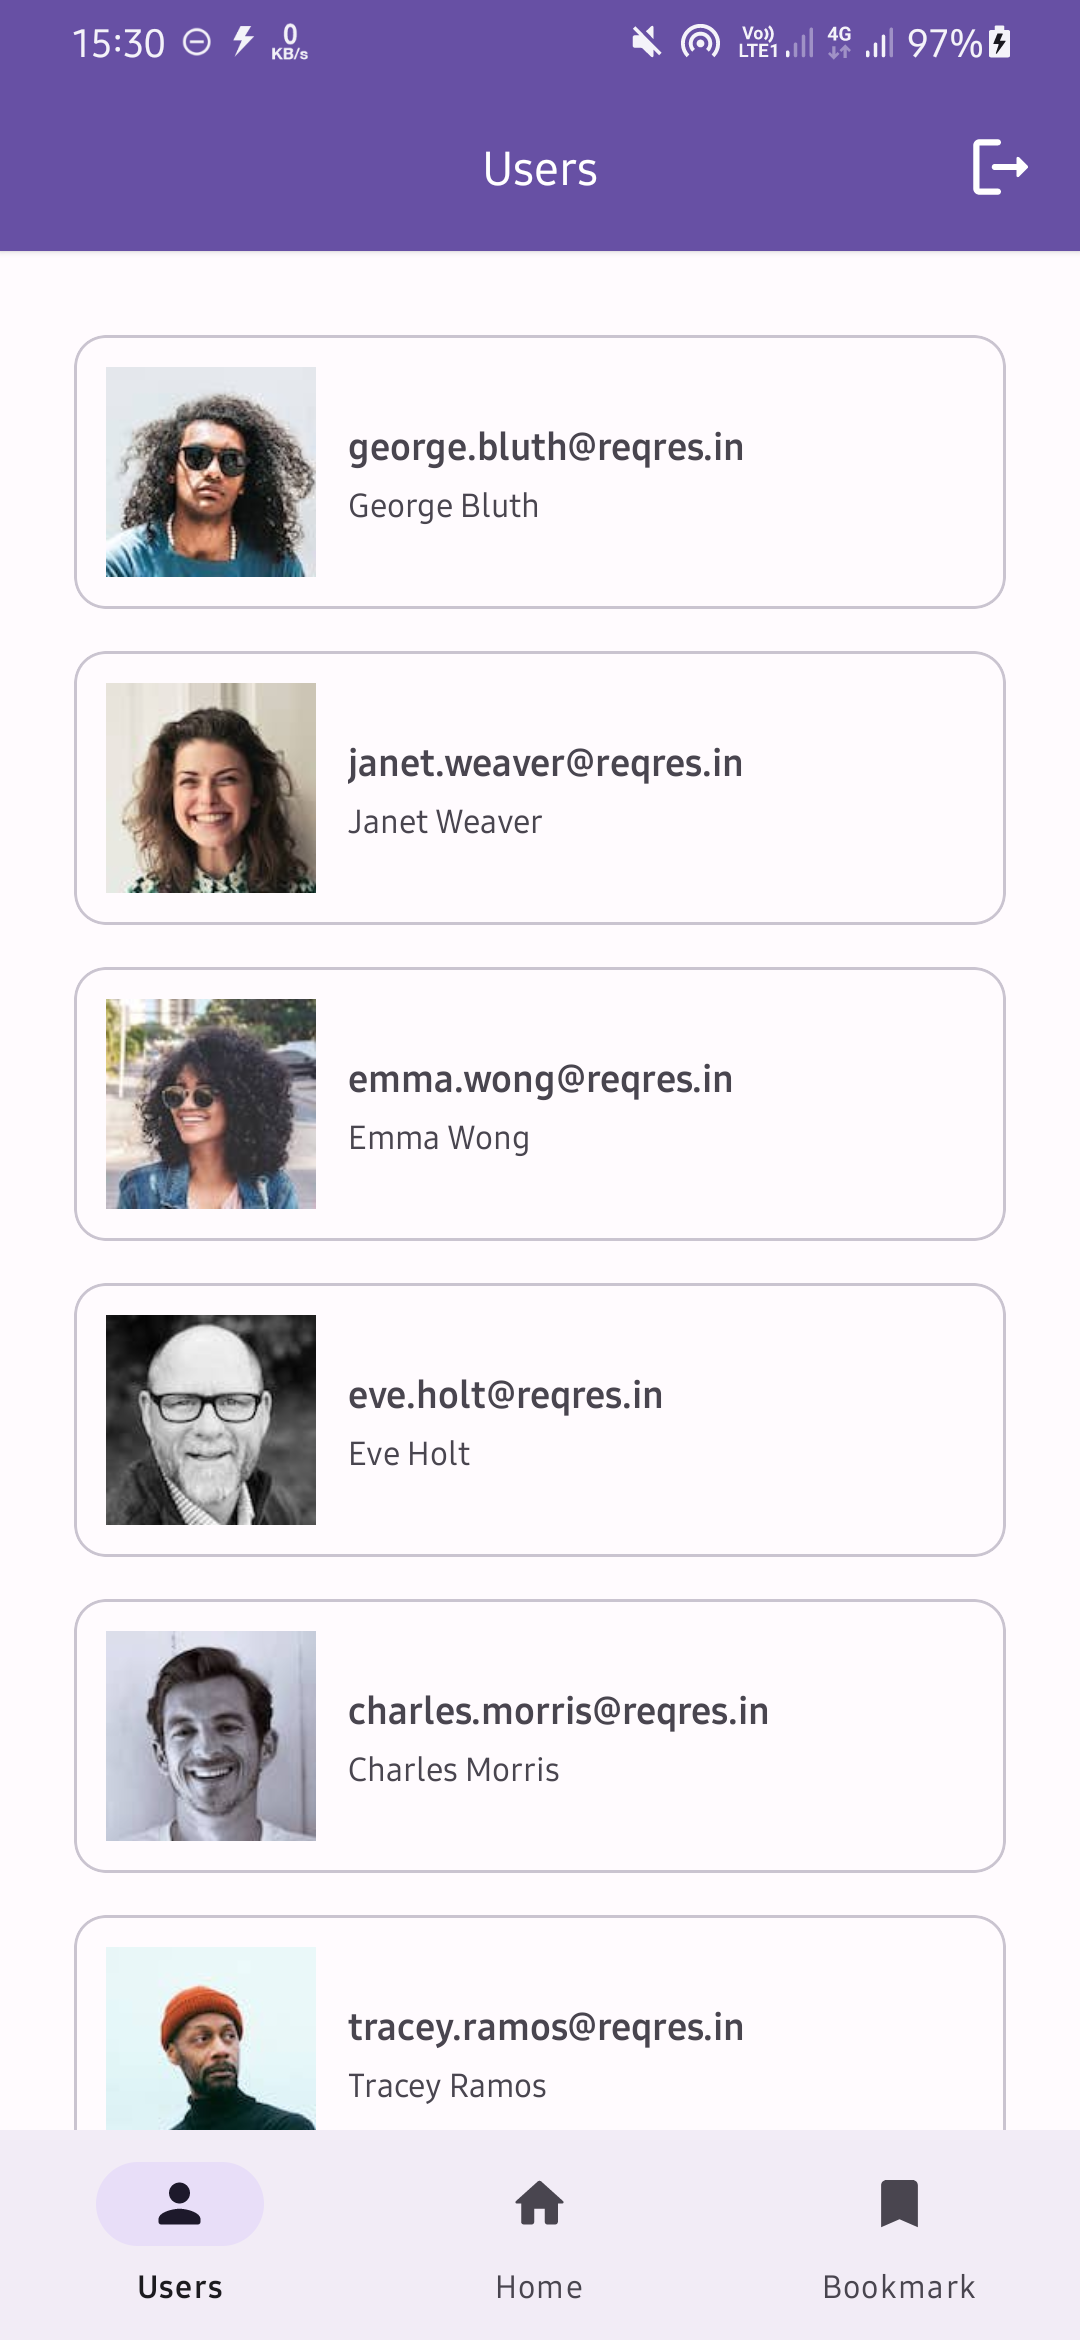 15:30 0 KB/s Vo)) LTE1 4G 97%
Users
george.bluth@reqres.in
George Bluth
janet.weaver@reqres.in
Janet Weaver
emma.wong@reqres.in
Emma Wong
eve.holt@reqres.in
Eve Holt
charles.morris@reqres.in
Charles Morris
tracey.ramos@reqres.in
Tracey Ramos
Users Home Bookmark